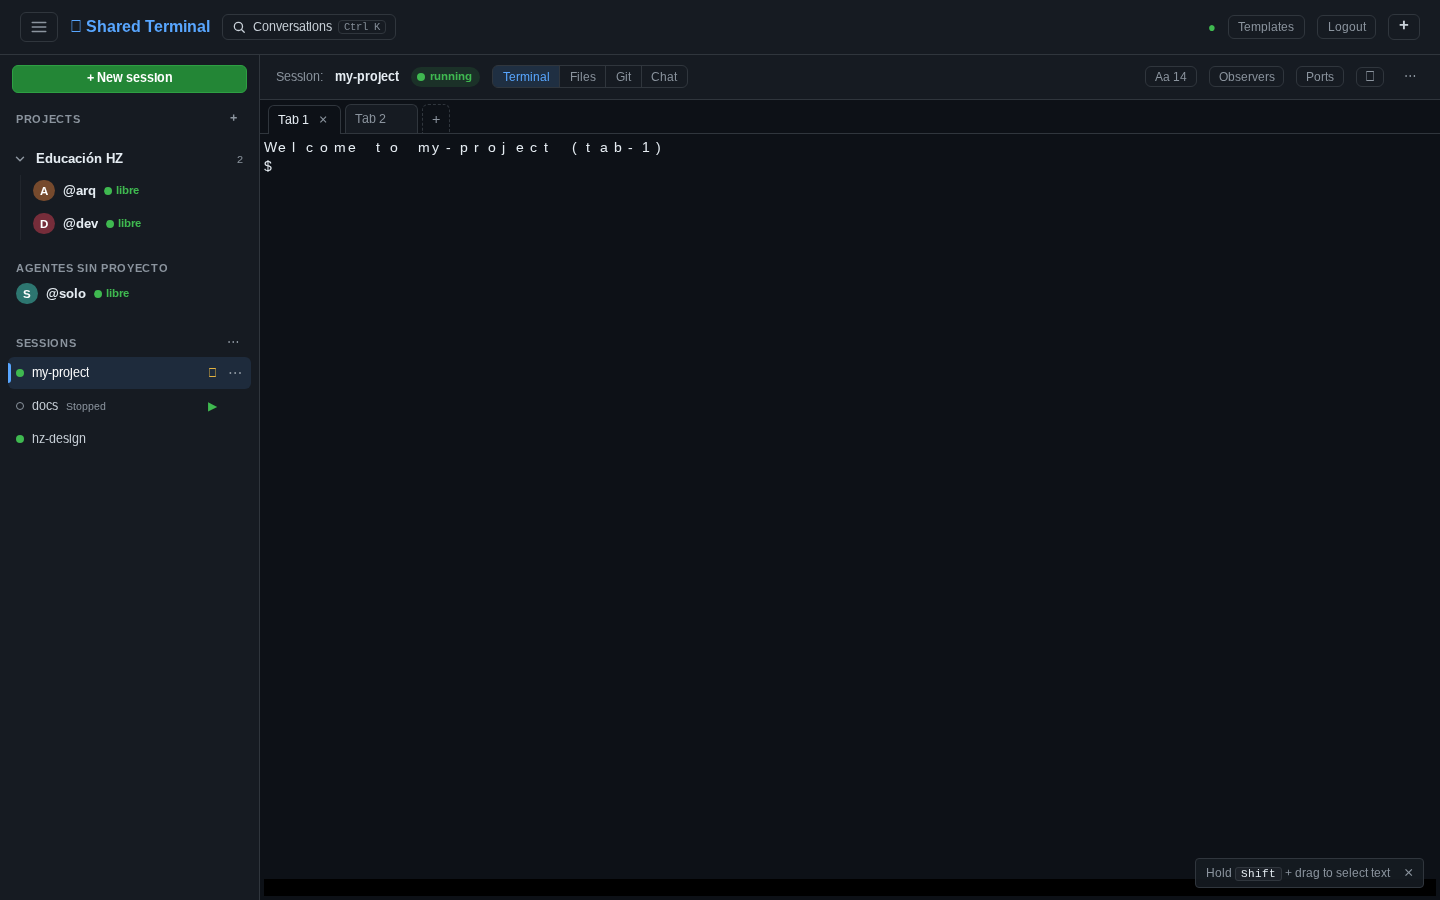 Shared Terminal
Conversations Ctrl K
Templates
Logout
+
+ New session
PROJECTS +
Educación HZ 2
A @arq libre
D @dev libre
AGENTES SIN PROYECTO
S @solo libre
SESSIONS ...
my-project ...
docs Stopped
hz-design
Session: my-project running
Terminal Files Git Chat
Aa 14 Observers Ports ...
Tab 1 × Tab 2 +
Welcome to my-project (tab-1)
$
Hold Shift + drag to select text ×